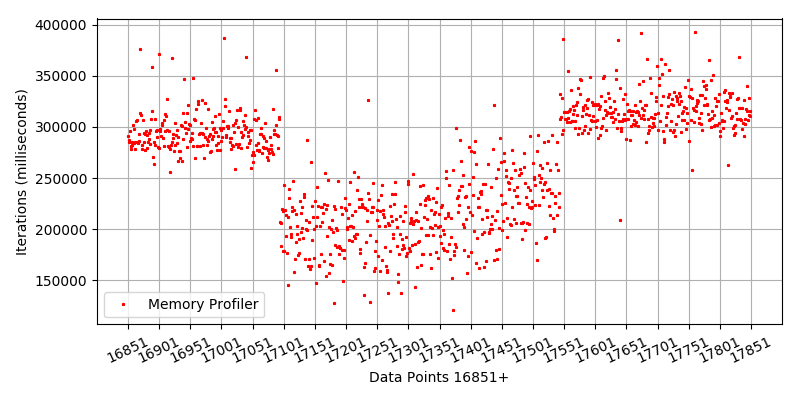 400000
350000
300000
250000
200000
150000
Iterations (milliseconds)
Memory Profiler
16851 16901 16951 17001 17051 17101 17151 17201 17251 17301 17351 17401 17451 17501 17551 17601 17651 17701 17751 17801 17851
Data Points 16851+